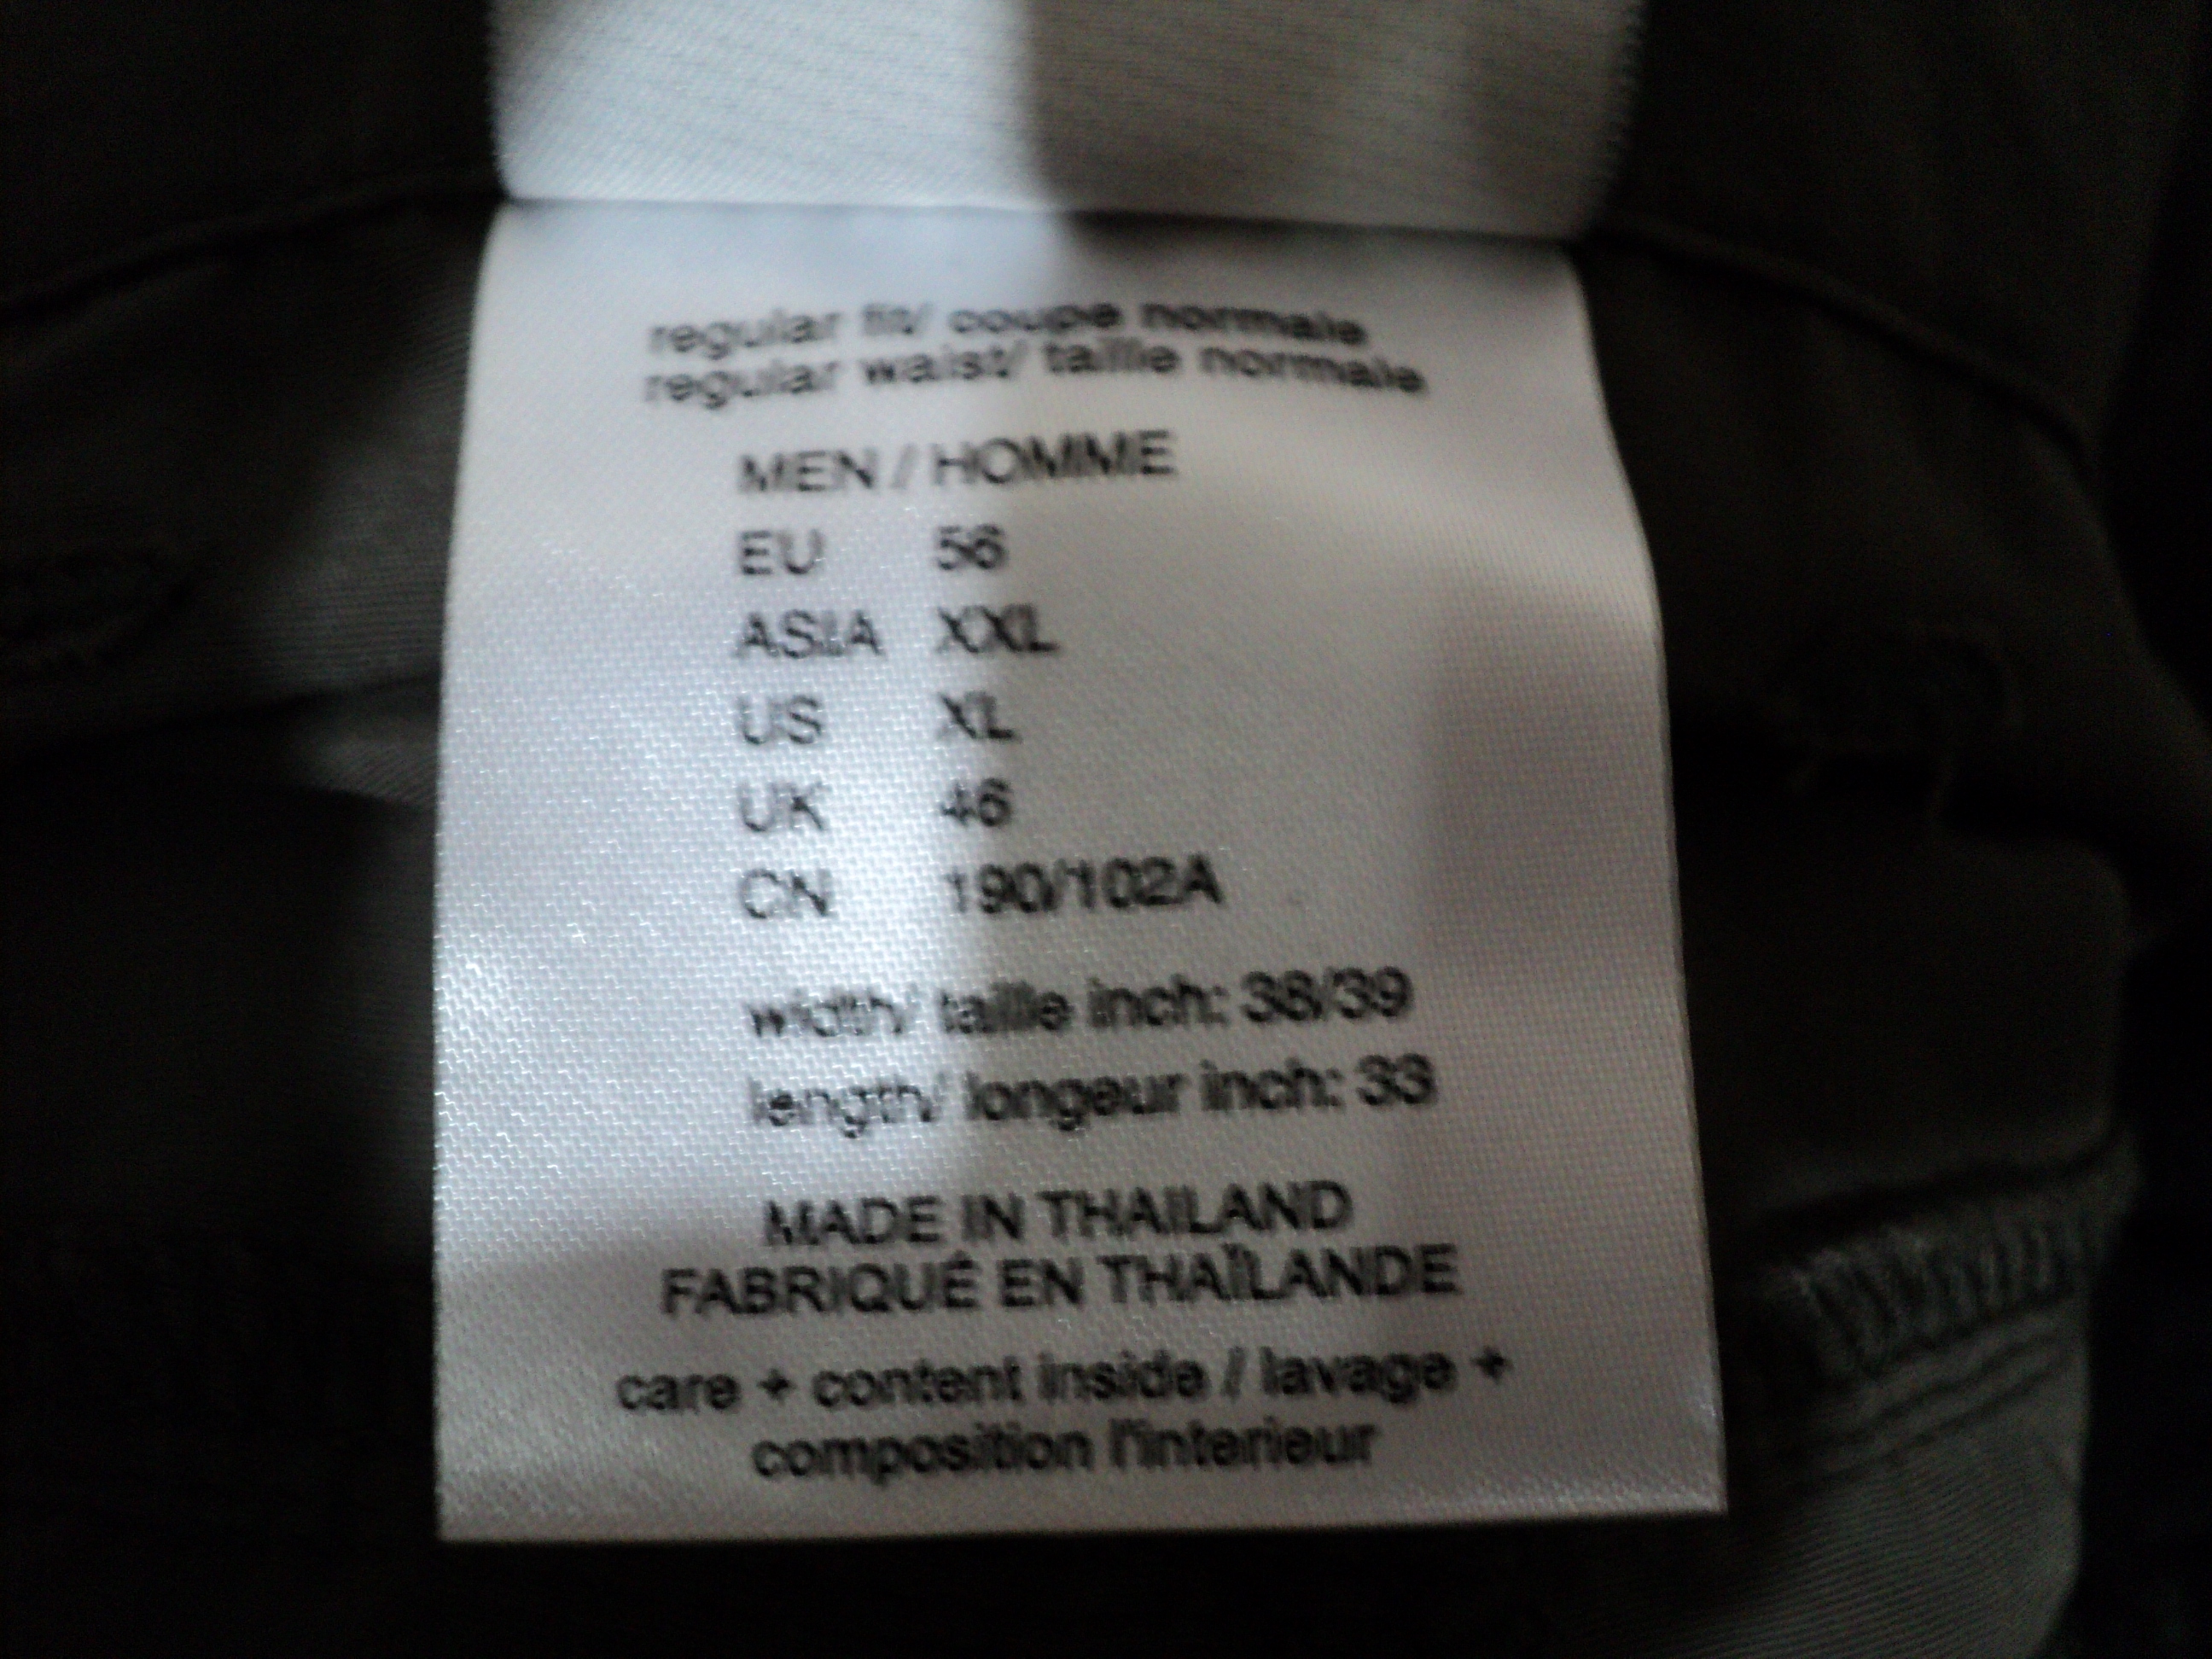 regular fit/ coupe normale
regular waist/ taille normale
MEN / HOMME
EU 56
ASIA XXL
US XL
UK 46
CN 190/102A
width/ taille inch: 38/39
length/ longeur inch: 33
MADE IN THAILAND
FABRIQUÉ EN THAÏLANDE
care + content inside / lavage +
composition l'interieur